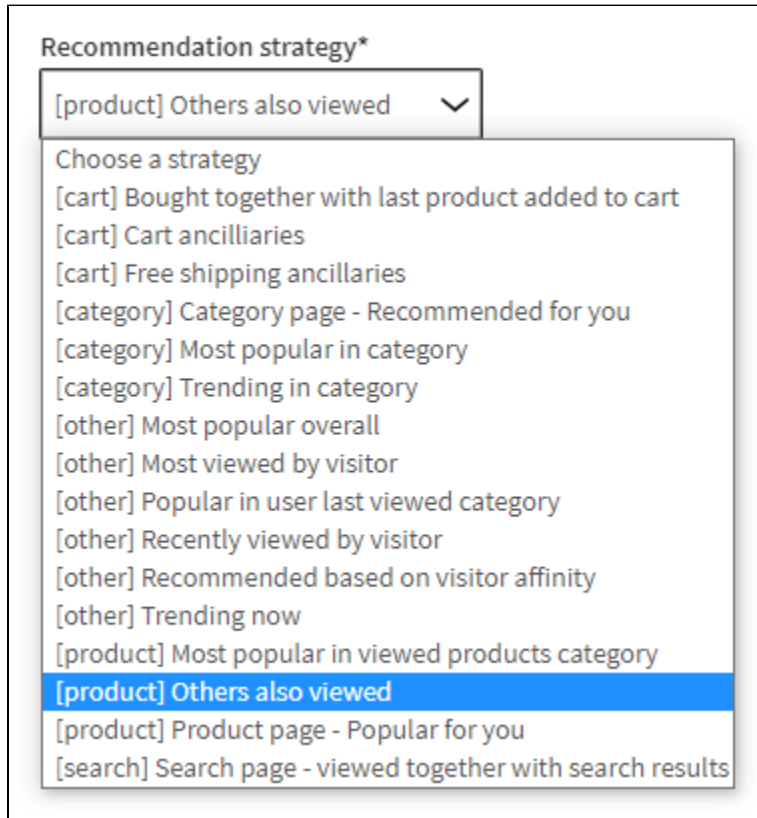 Recommendation strategy*
[product] Others also viewed
Choose a strategy
[cart] Bought together with last product added to cart
[cart] Cart ancilliaries
[cart] Free shipping ancillaries
[category] Category page - Recommended for you
[category] Most popular in category
[category] Trending in category
[other] Most popular overall
[other] Most viewed by visitor
[other] Popular in user last viewed category
[other] Recently viewed by visitor
[other] Recommended based on visitor affinity
[other] Trending now
[product] Most popular in viewed products category
[product] Others also viewed
[product] Product page - Popular for you
[search] Search page - viewed together with search results